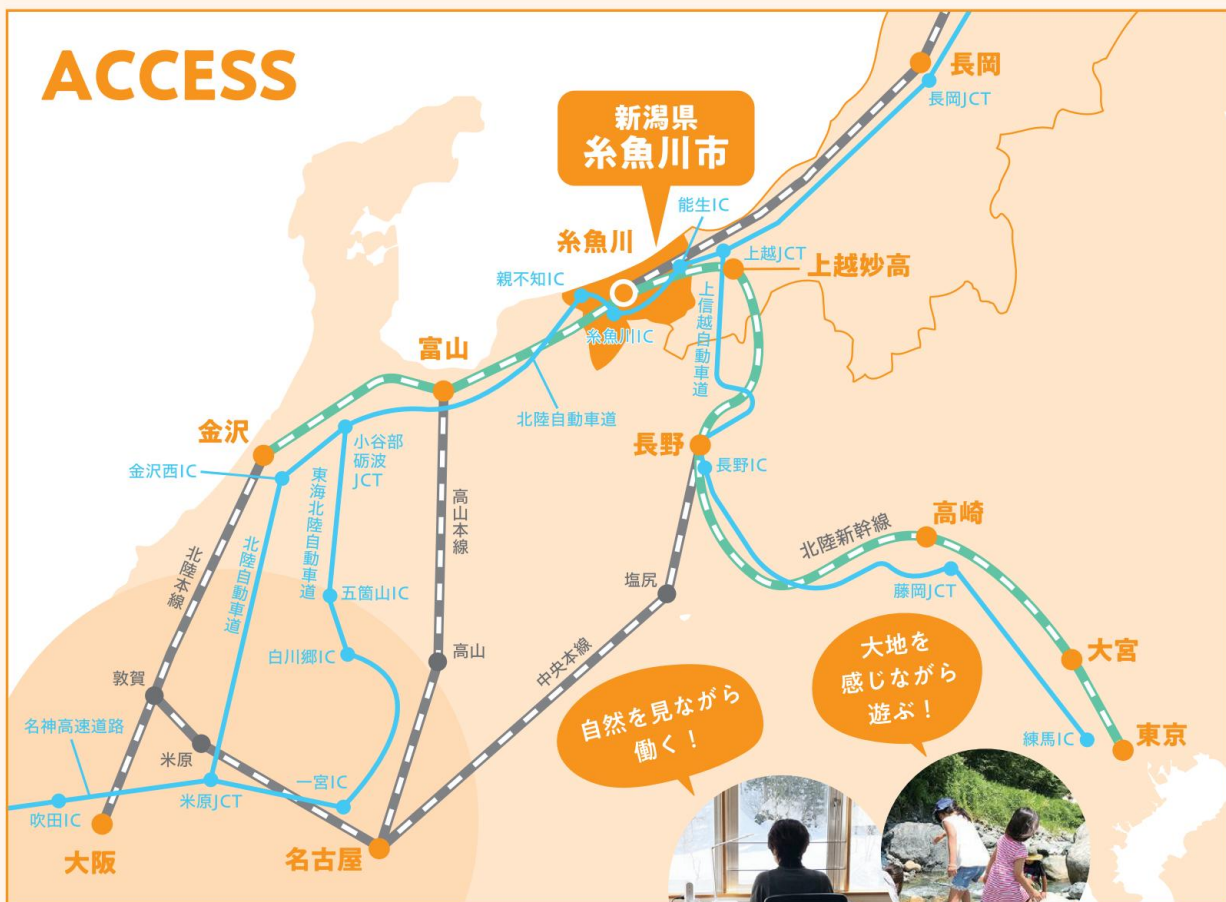 ACCESS
長岡
長岡JCT
新潟県
糸魚川市
能生IC
糸魚川
上越JCT
上越妙高
親不知IC
糸魚川IC
上信越自動車道
富山
北陸自動車道
金沢
長野
小谷部
砺波
JCT
金沢西IC
長野IC
東海北陸自動車道
高山本線
高崎
北陸新幹線
北陸本線
北陸自動車道
塩尻
藤岡JCT
五箇山IC
白川郷IC
高山
中央本線
大地を
感じながら
遊ぶ！
大宮
敦賀
自然を見ながら
働く！
名神高速道路
米原
練馬IC
東京
一宮IC
米原JCT
吹田IC
大阪
名古屋